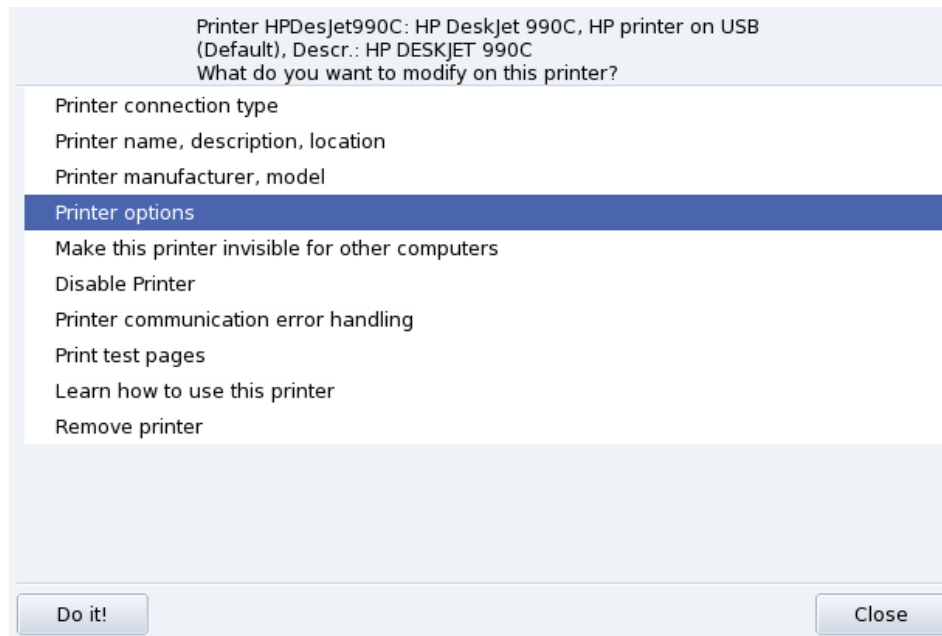 Printer HPDesJet990C: HP DeskJet 990C, HP printer on USB
(Default), Descr.: HP DESKJET 990C
What do you want to modify on this printer?
Printer connection type
Printer name, description, location
Printer manufacturer, model
Printer options
Make this printer invisible for other computers
Disable Printer
Printer communication error handling
Print test pages
Learn how to use this printer
Remove printer
Do it!
Close